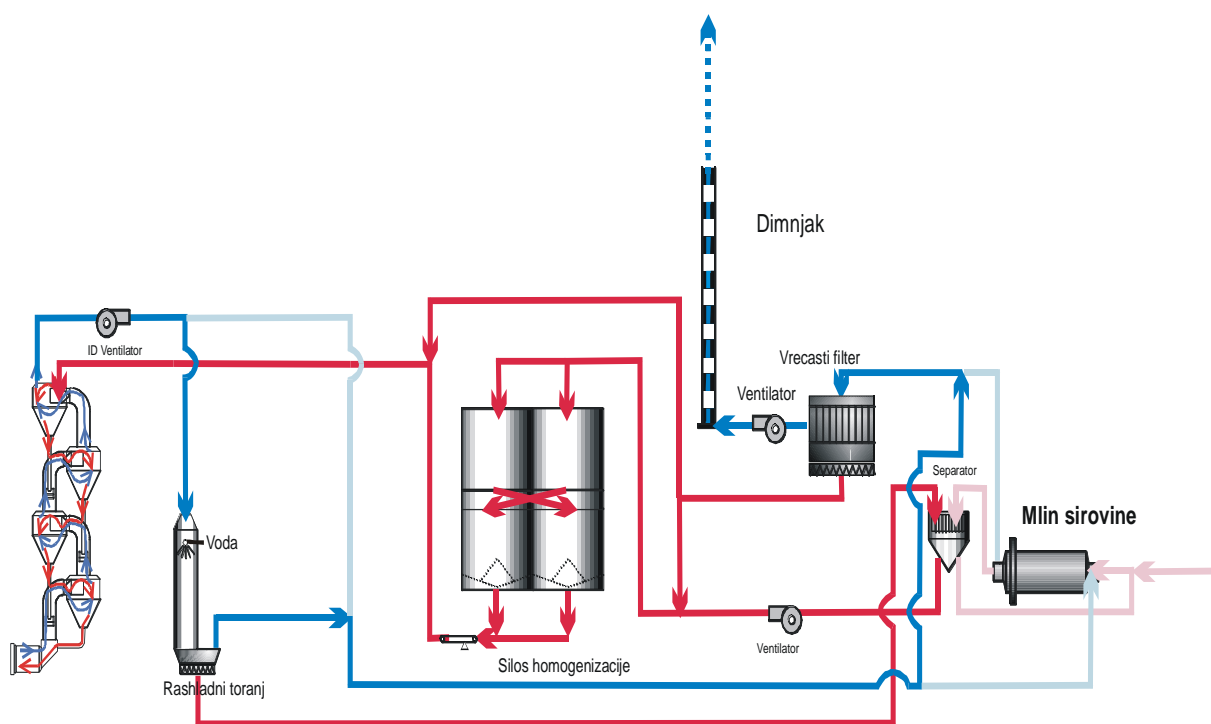 Dimnjak
ID Ventilator
Vrecasti filter
Ventilator
Separator
Mlin sirovine
Voda
Ventilator
Silos homogenizacije
Rashladni toranj